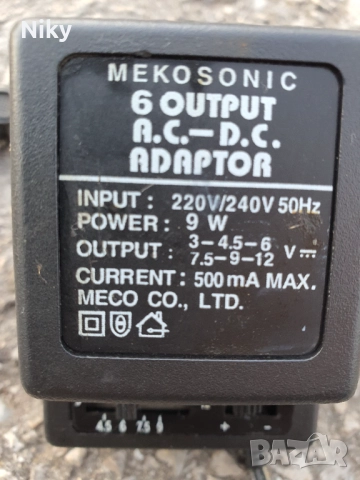 Niky
MEKOSONIC
6 OUTPUT
A.C.–D.C.
ADAPTOR
INPUT : 220V/240V 50Hz
POWER : 9 W
OUTPUT : 3–4.5–6 7.5–9–12 V
CURRENT: 500mA MAX.
MECO CO., LTD.
4.5 6 7.5 9 + -
BAZAR